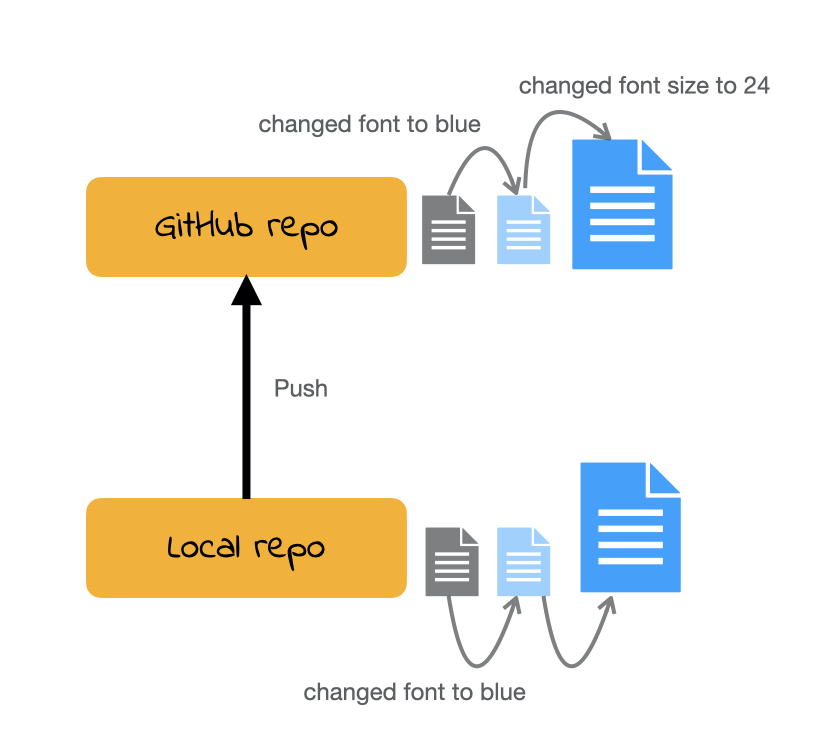 changed font size to 24
changed font to blue
GitHub repo
Push
Local repo
changed font to blue